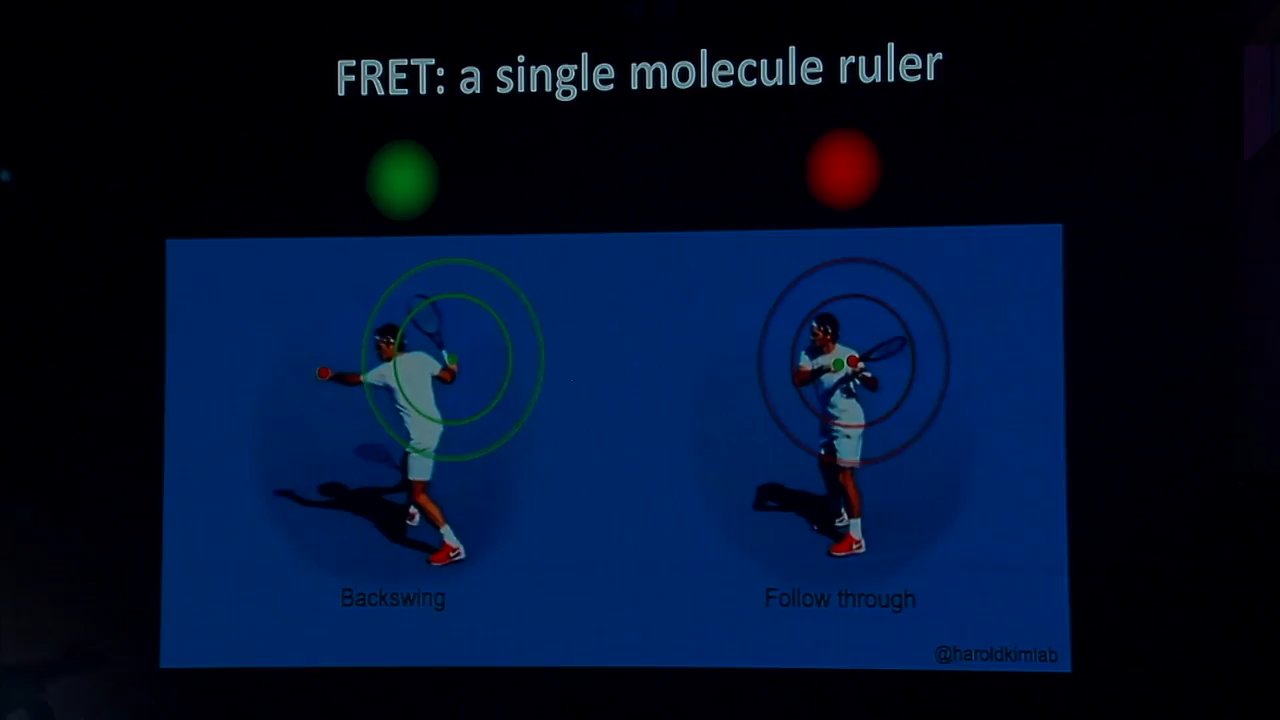 FRET: a single molecule ruler
Backswing
Follow through
@haroldkimlab